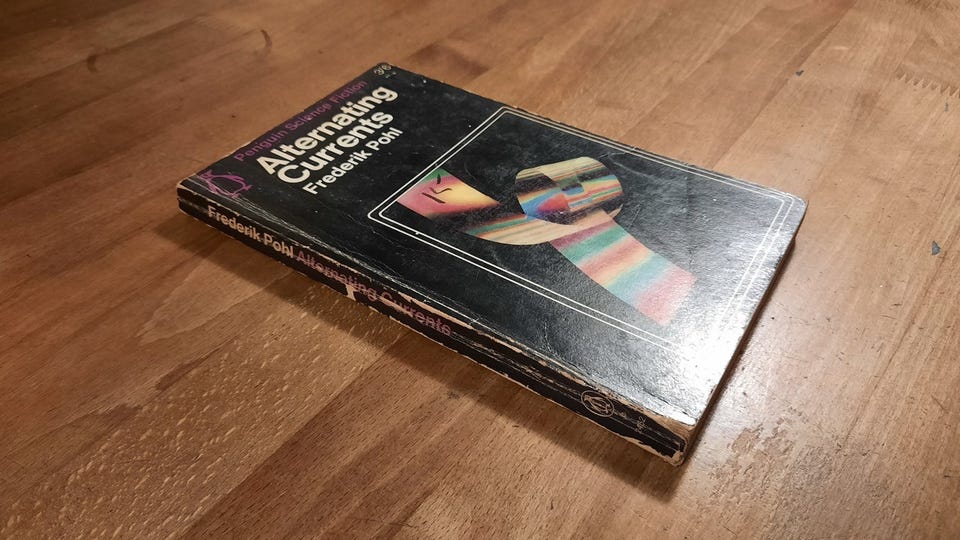 3'6
Penguin Science Fiction
Alternating
Currents
Frederik Pohl
Frederik Pohl Alternating Currents